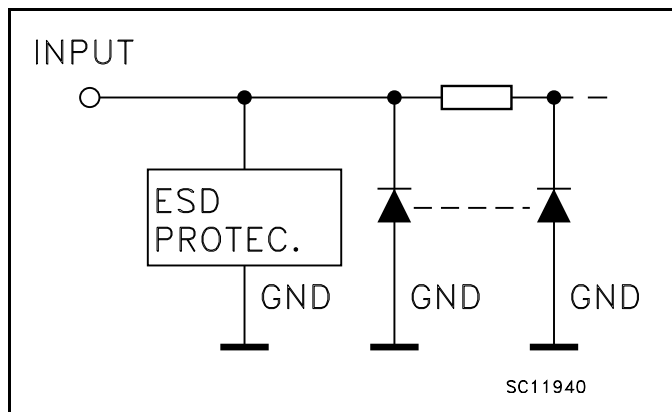 INPUT
ESD
PROTEC.
GND GND GND
SC11940